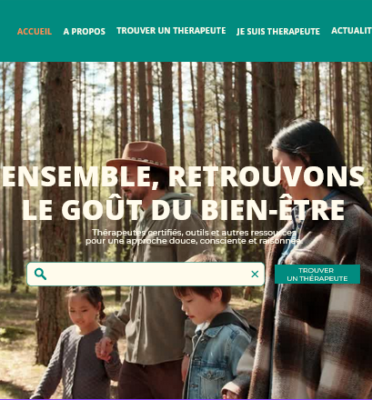 ACCUEIL A PROPOS TROUVER UN THERAPEUTE JE SUIS THERAPEUTE ACTUALIT
ENSEMBLE, RETROUVONS
LE GOÛT DU BIEN-ÊTRE
Thérapeutes certifiés, outils et autres ressources
pour une approche douce, consciente et raisonnée.
TROUVER
UN THÉRAPEUTE